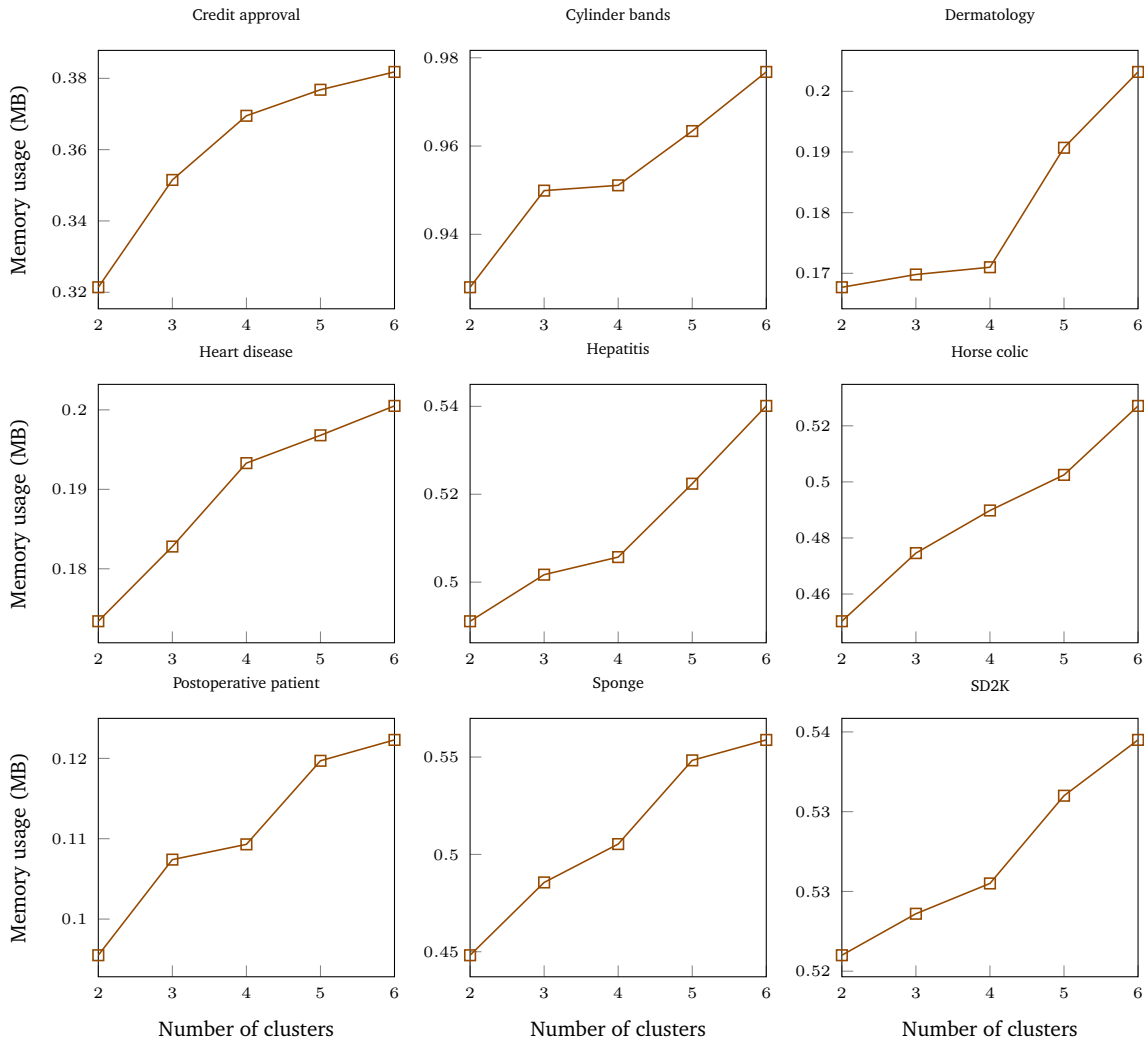 Credit approval Cylinder bands Dermatology
Memory usage (MB)
0.38
0.36
0.34
0.32
2 3 4 5 6
0.98
0.96
0.94
2 3 4 5 6
0.2
0.19
0.18
0.17
2 3 4 5 6
Heart disease Hepatitis Horse colic
Memory usage (MB)
0.2
0.19
0.18
2 3 4 5 6
0.54
0.52
0.5
2 3 4 5 6
0.52
0.5
0.48
0.46
2 3 4 5 6
Postoperative patient Sponge SD2K
Memory usage (MB)
0.12
0.11
0.1
2 3 4 5 6
Number of clusters
0.55
0.5
0.45
2 3 4 5 6
Number of clusters
0.54
0.53
0.53
0.52
2 3 4 5 6
Number of clusters